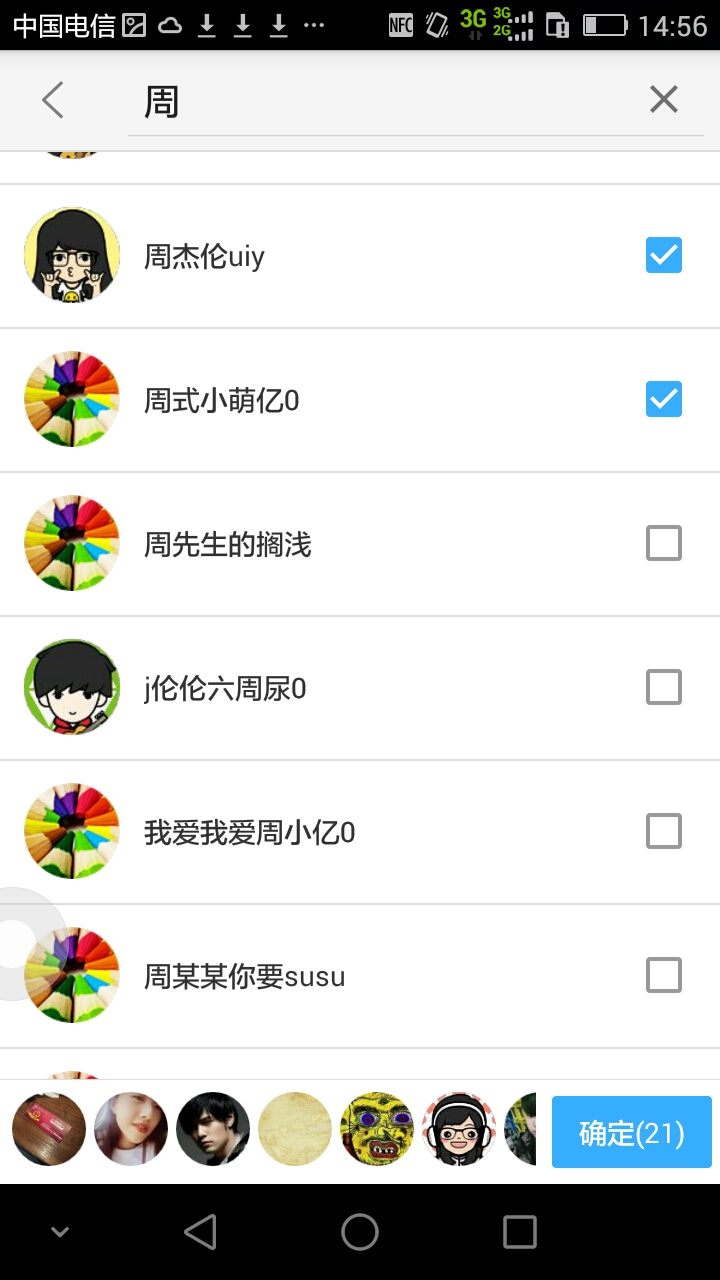 中国电信 NFC 3G 3G 2G 14:56
周
周杰伦uiy
周式小萌亿0
周先生的搁浅
j伦伦六周尿0
我爱我爱周小亿0
周某某你要susu
确定(21)